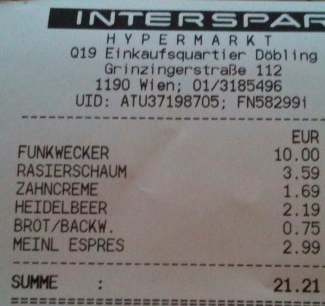 INTERSPAR
HYPERMARKT
Q19 Einkaufsquartier Döbling
Grinzingerstraße 112
1190 Wien; 01/3185496
UID: ATU37198705; FN58299i
EUR
FUNKWECKER 10.00
RASIERSCHAUM 3.59
ZAHNCREME 1.69
HEIDELBEER 2.19
BROT/BACKW. 0.75
MEINL ESPRES 2.99
SUMME : 21.21